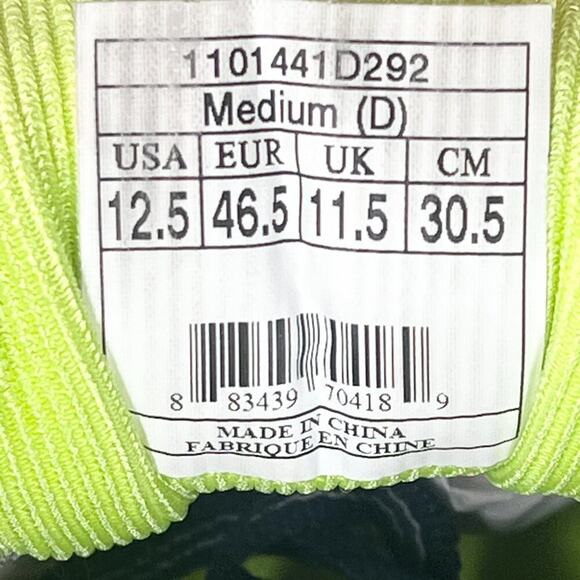 1101441D292
Medium (D)
USA EUR UK CM
12.5 46.5 11.5 30.5
8 83439 70418 9
MADE IN CHINA
FABRIQUE EN CHINE